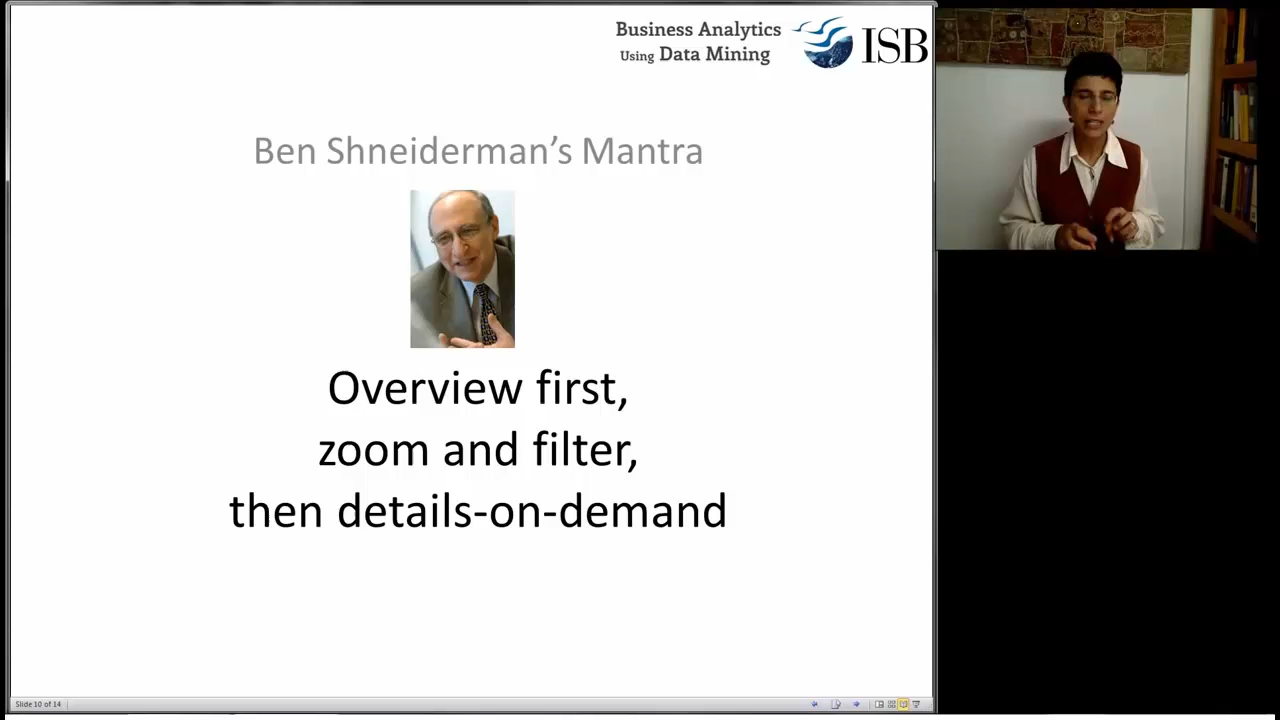 Business Analytics
Using Data Mining
ISB
Ben Shneiderman's Mantra
Overview first,
zoom and filter,
then details-on-demand
Slide 10 of 14